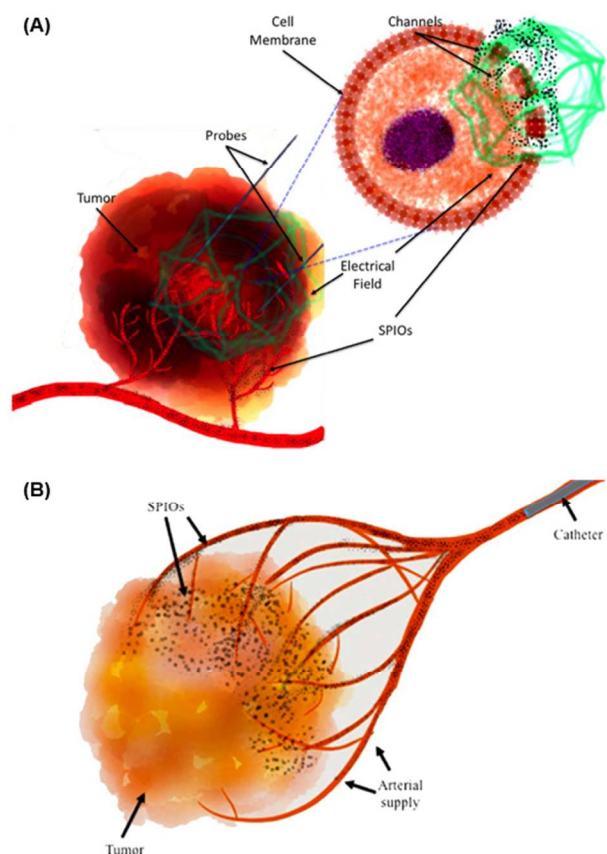 (A)
Cell
Membrane
Channels
Probes
Tumor
Electrical
Field
SPIOs
(B)
SPIOs
Catheter
Arterial
supply
Tumor